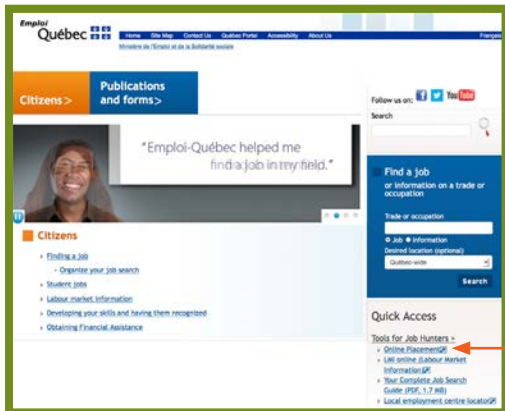 Emploi
Québec
Home Site Map Contact Us Québec Portal Accessibility About Us Français
Ministère de l'Emploi et de la Solidarité sociale
Citizens >
Publications
and forms>
Follow us on: You Tube
Search
"Emploi-Québec helped me
find a job in my field."
Find a job
or information on a trade or
occupation
Trade or occupation
Job Information
Desired location (optional)
Québec-wide
Search
Citizens
Finding a job
- Organize your job search
Student jobs
Labour market information
Developing your skills and having them recognized
Obtaining Financial Assistance
Quick Access
Tools for Job Hunters >
Online Placement
LMI online (Labour Market
Information)
Your Complete Job Search
Guide (PDF, 1.7 MB)
Local employment centre locator